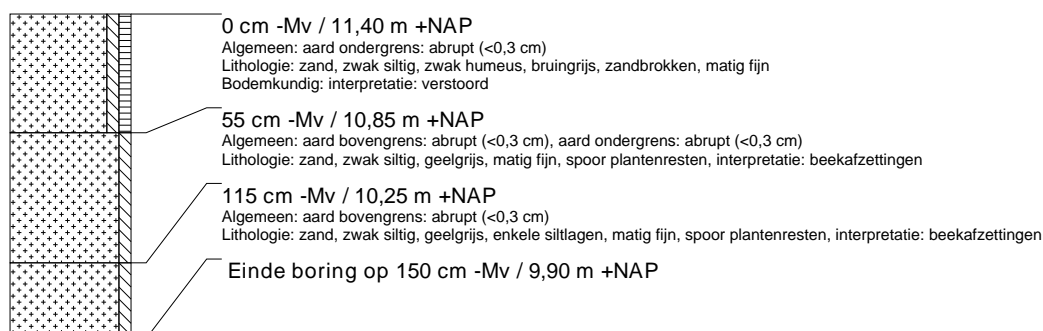 0 cm -Mv / 11,40 m +NAP
Algemeen: aard ondergrens: abrupt (<0,3 cm)
Lithologie: zand, zwak siltig, zwak humeus, bruingrijs, zandbrokken, matig fijn
Bodemkundig: interpretatie: verstoord
55 cm -Mv / 10,85 m +NAP
Algemeen: aard bovengrens: abrupt (<0,3 cm), aard ondergrens: abrupt (<0,3 cm)
Lithologie: zand, zwak siltig, geelgrijs, matig fijn, spoor plantenresten, interpretatie: beekafzettingen
115 cm -Mv / 10,25 m +NAP
Algemeen: aard bovengrens: abrupt (<0,3 cm)
Lithologie: zand, zwak siltig, geelgrijs, enkele siltlagen, matig fijn, spoor plantenresten, interpretatie: beekafzettingen
Einde boring op 150 cm -Mv / 9,90 m +NAP